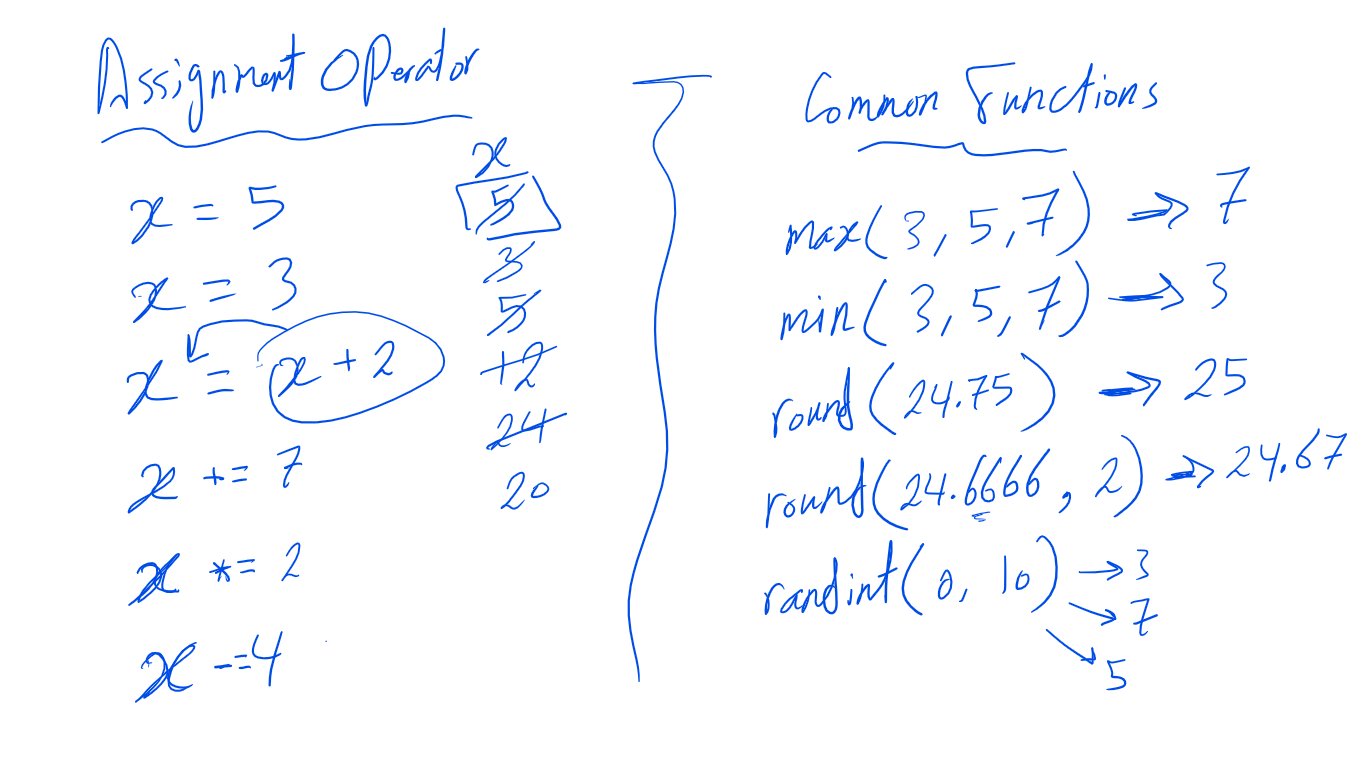 Assignment Operator
x = 5
x = 3
x = x + 2
x += 7
x *= 2
x -= 4
x
5
3
5
+2
24
20
Common Functions
max( 3, 5, 7) → 7
min( 3, 5, 7) → 3
round (24.75) → 25
round(24.6666, 2) → 24.67
randint(0, 10) → 3
→ 7
→ 5